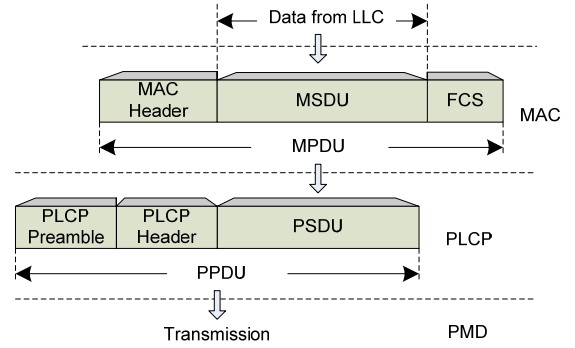 Data from LLC
MAC
Header
MSDU
FCS
MAC
MPDU
PLCP
Preamble
PLCP
Header
PSDU
PLCP
PPDU
Transmission
PMD